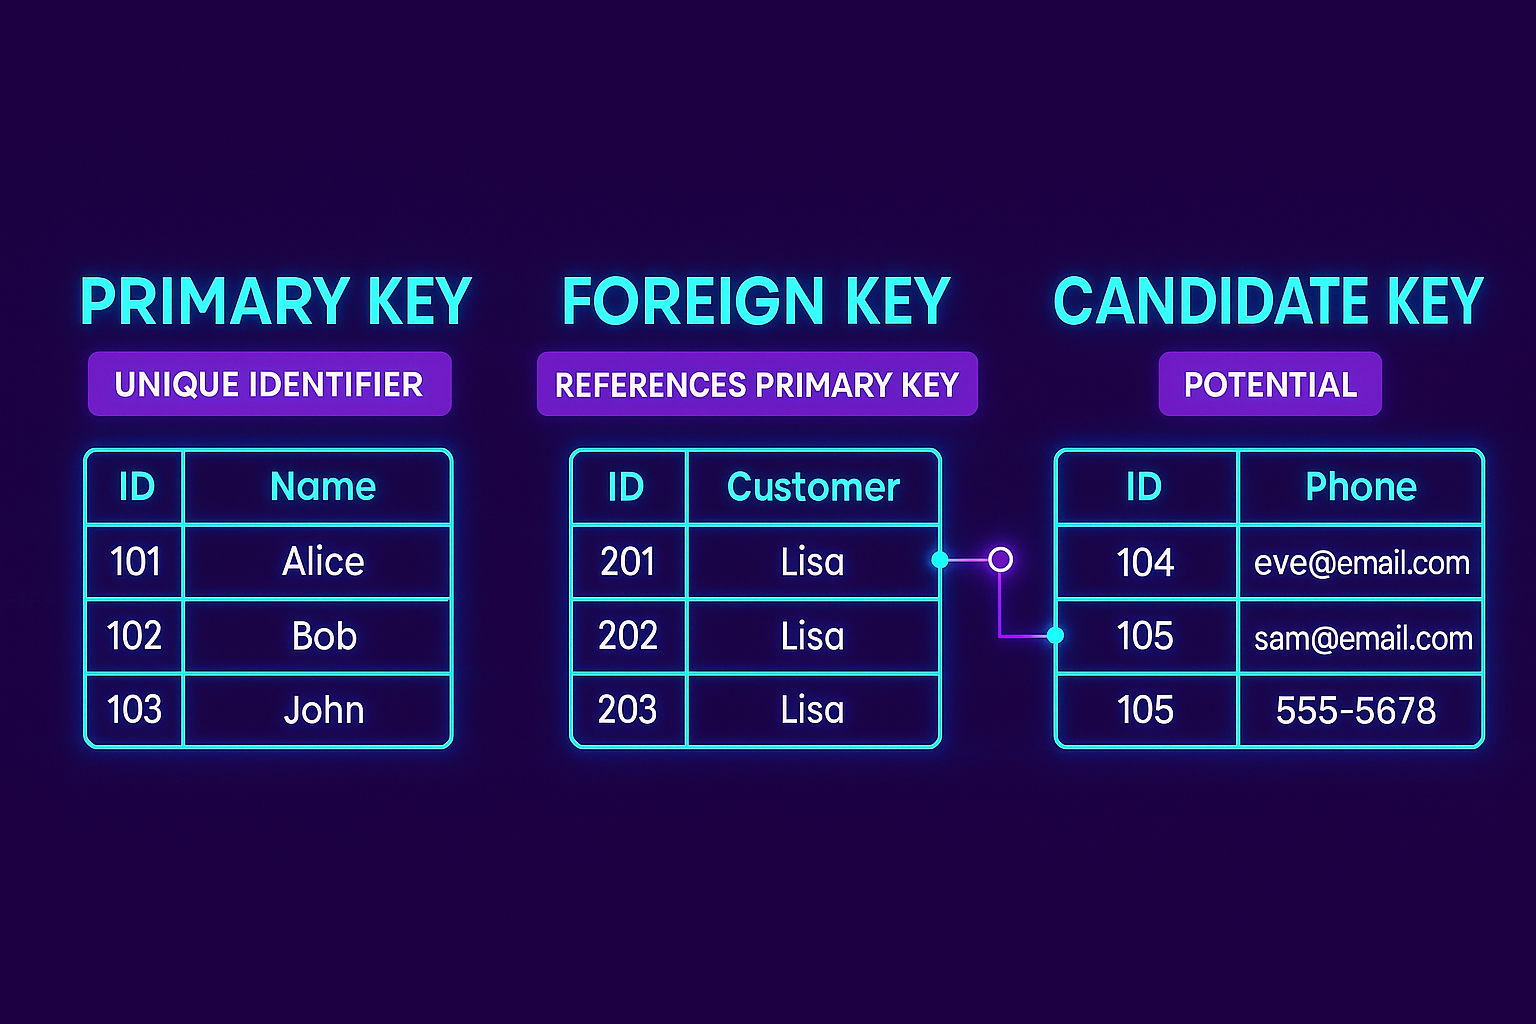 PRIMARY KEY
UNIQUE IDENTIFIER
ID Name
101 Alice
102 Bob
103 John
FOREIGN KEY
REFERENCES PRIMARY KEY
ID Customer
201 Lisa
202 Lisa
203 Lisa
CANDIDATE KEY
POTENTIAL
ID Phone
104 eve@email.com
105 sam@email.com
105 555-5678